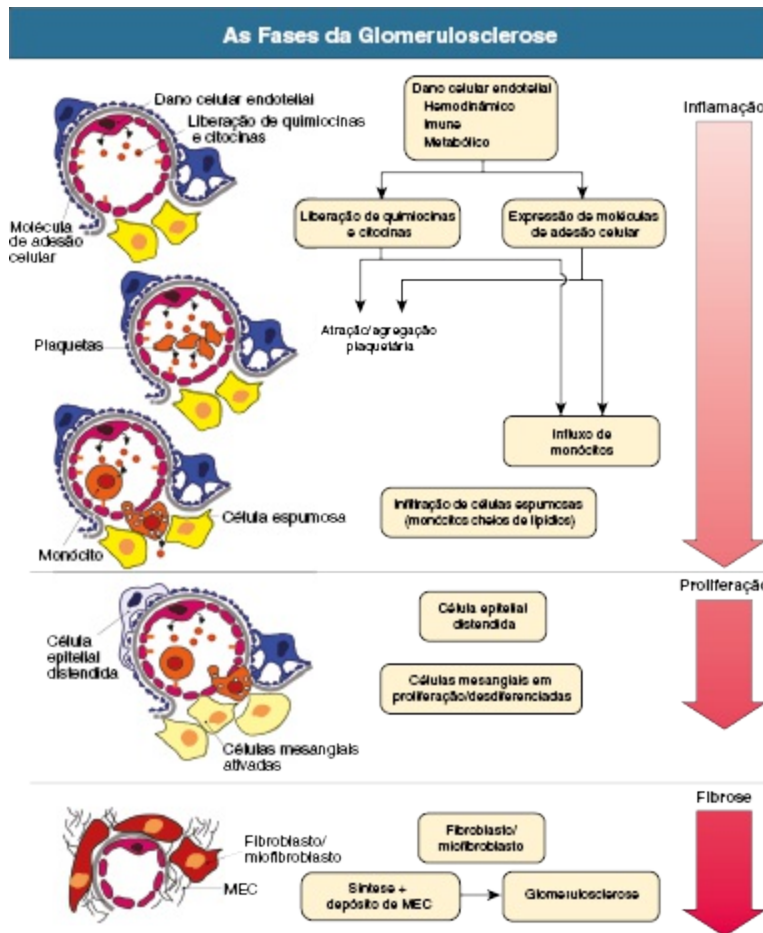 As Fases da Glomerulosclerose
Dano celular endotelial
Liberação de quimiocinas
e citocinas
Molécula
de adesão
celular
Dano celular endotelial
Hemodinâmico
Imune
Metabólico
Inflamação
Liberação de quimiocinas
e citocinas
Expressão de moléculas
de adesão celular
Plaquetas
Atração/agregação
plaquetária
Influxo de
monócitos
Célula espumosa
Monócito
Infiltração de células espumosas
(monócitos cheios de lipídios)
Proliferação
Célula
epitelial
distendida
Célula epitelial
distendida
Células mesangiais em
proliferação/desdiferenciadas
Células mesangiais
ativadas
Fibrose
Fibroblasto/
miofibroblasto
MEC
Fibroblasto/
miofibroblasto
Síntese +
depósito de MEC
Glomerulosclerose